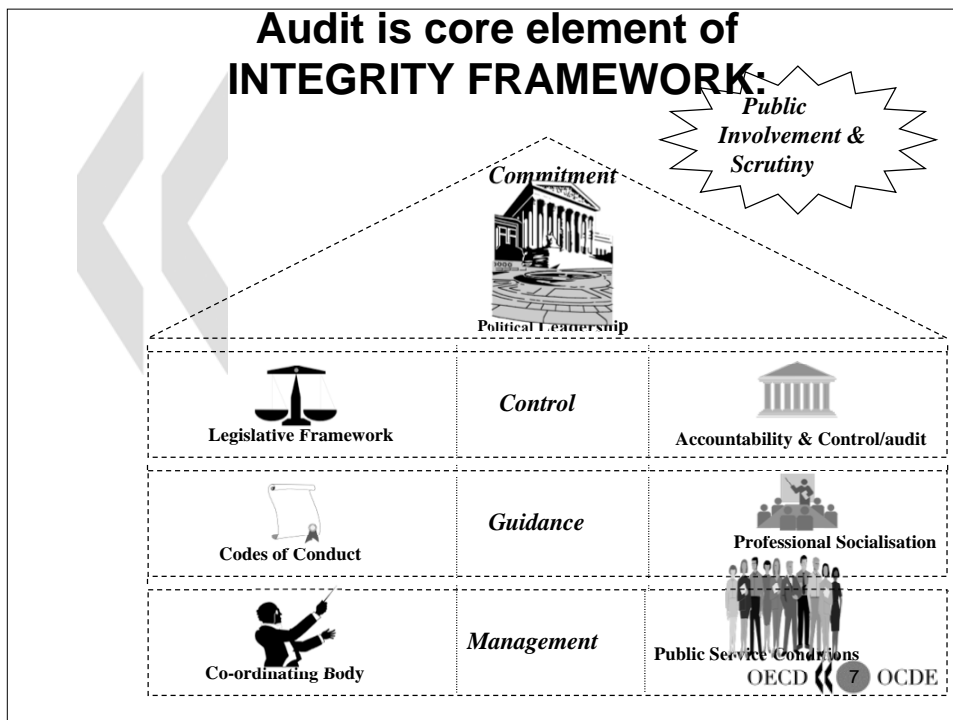 Audit is core element of
INTEGRITY FRAMEWORK:
Public
Involvement &
Scrutiny
Commitment
Political Leadership
Control
Legislative Framework
Accountability & Control/audit
Guidance
Codes of Conduct
Professional Socialisation
Management
Co-ordinating Body
Public Service Conditions
OECD 7 OCDE